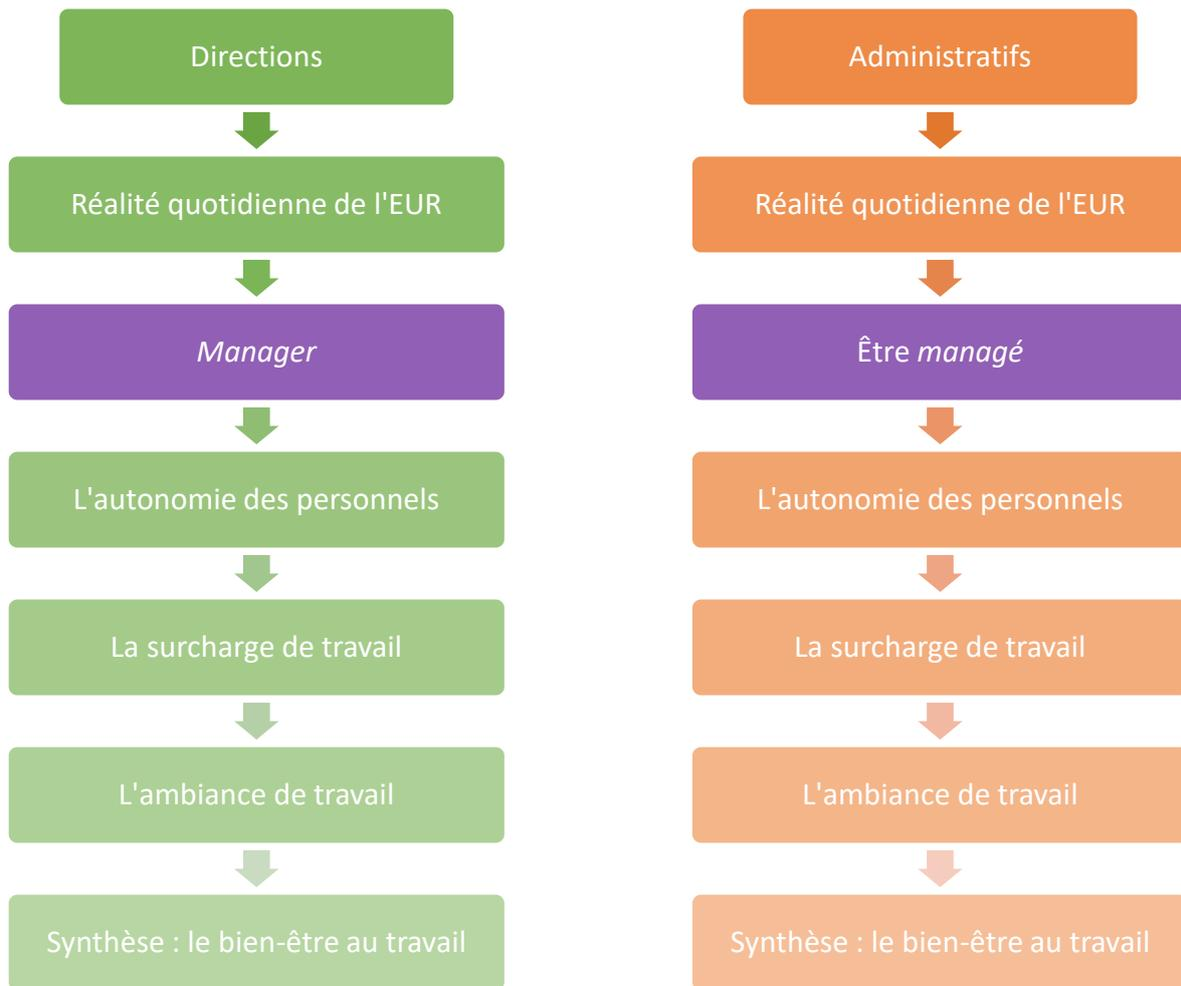 Directions
Réalité quotidienne de l'EUR
Manager
L'autonomie des personnels
La surcharge de travail
L'ambiance de travail
Synthèse : le bien-être au travail
Administratifs
Réalité quotidienne de l'EUR
Être managé
L'autonomie des personnels
La surcharge de travail
L'ambiance de travail
Synthèse : le bien-être au travail